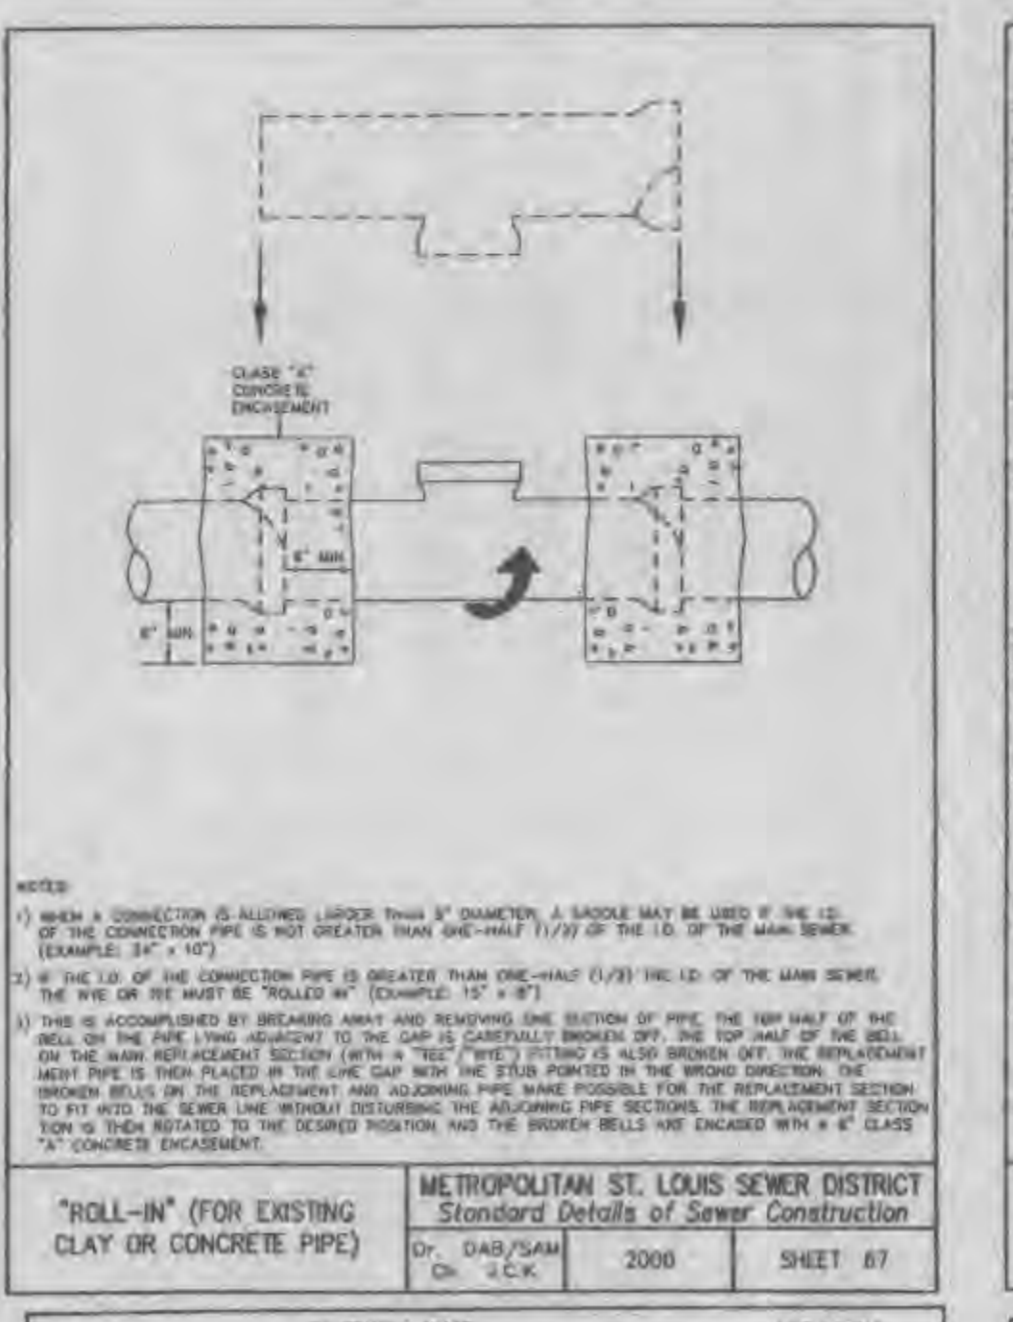 CLASS "A"
CONCRETE
ENCASEMENT
6" MIN.
6" MIN.
NOTES:
1) WHEN A CONNECTION IS ALLOWED LARGER THAN DIAMETER, A SADDLE MAY BE USED IF THE I.D.
OF THE CONNECTION PIPE IS NOT GREATER THAN ONE-HALF (1/2) OF THE I.D. OF THE MAIN SEWER.
(EXAMPLE: 24" x 10")
2) IF THE I.D. OF THE CONNECTION PIPE IS GREATER THAN ONE-HALF (1/2) THE I.D. OF THE MAIN SEWER,
THE WYE OR TEE MUST BE "ROLLED IN" (EXAMPLE: 15" x 8")
3) THIS IS ACCOMPLISHED BY BREAKING AWAY AND REMOVING ONE SECTION OF PIPE, THE TOP HALF OF THE
BELL ON THE PIPE LYING ADJACENT TO THE GAP IS CAREFULLY BROKEN OFF, THE TOP HALF OF THE BELL
ON THE MAIN REPLACEMENT SECTION (WITH A "TEE"/"WYE") FITTING IS ALSO BROKEN OFF. THE REPLACEMENT
MENT PIPE IS THEN PLACED IN THE LINE GAP WITH THE STUB POINTED IN THE WRONG DIRECTION. THE
BROKEN BELLS ON THE REPLACEMENT AND ADJOINING PIPE MAKE POSSIBLE FOR THE REPLACEMENT SECTION
TO FIT INTO THE SEWER LINE WITHOUT DISTURBING THE ADJOINING PIPE SECTIONS. THE REPLACEMENT SECTION
TION IS THEN ROTATED TO THE DESIRED POSITION AND THE BROKEN BELLS ARE ENCASED WITH A 6" CLASS
"A" CONCRETE ENCASEMENT.
"ROLL-IN" (FOR EXISTING
CLAY OR CONCRETE PIPE)
METROPOLITAN ST. LOUIS SEWER DISTRICT
Standard Details of Sewer Construction
Dr. DAB/SAM
Ch. J.C.K.
2000
SHEET 67